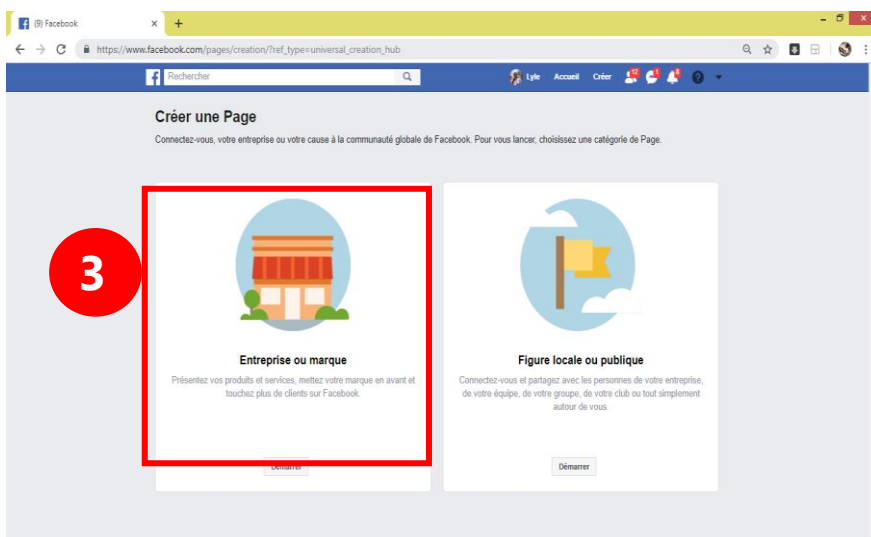 (9) Facebook
https://www.facebook.com/pages/creation/?ref_type=universal_creation_hub
Rechercher
Lyle Accueil Créer 12 1 8
Créer une Page
Connectez-vous, votre entreprise ou votre cause à la communauté globale de Facebook. Pour vous lancer, choisissez une catégorie de Page.
3
Entreprise ou marque
Présentez vos produits et services, mettez votre marque en avant et
touchez plus de clients sur Facebook.
Démarrer
Figure locale ou publique
Connectez-vous et partagez avec les personnes de votre entreprise,
de votre équipe, de votre groupe, de votre club ou tout simplement
autour de vous.
Démarrer